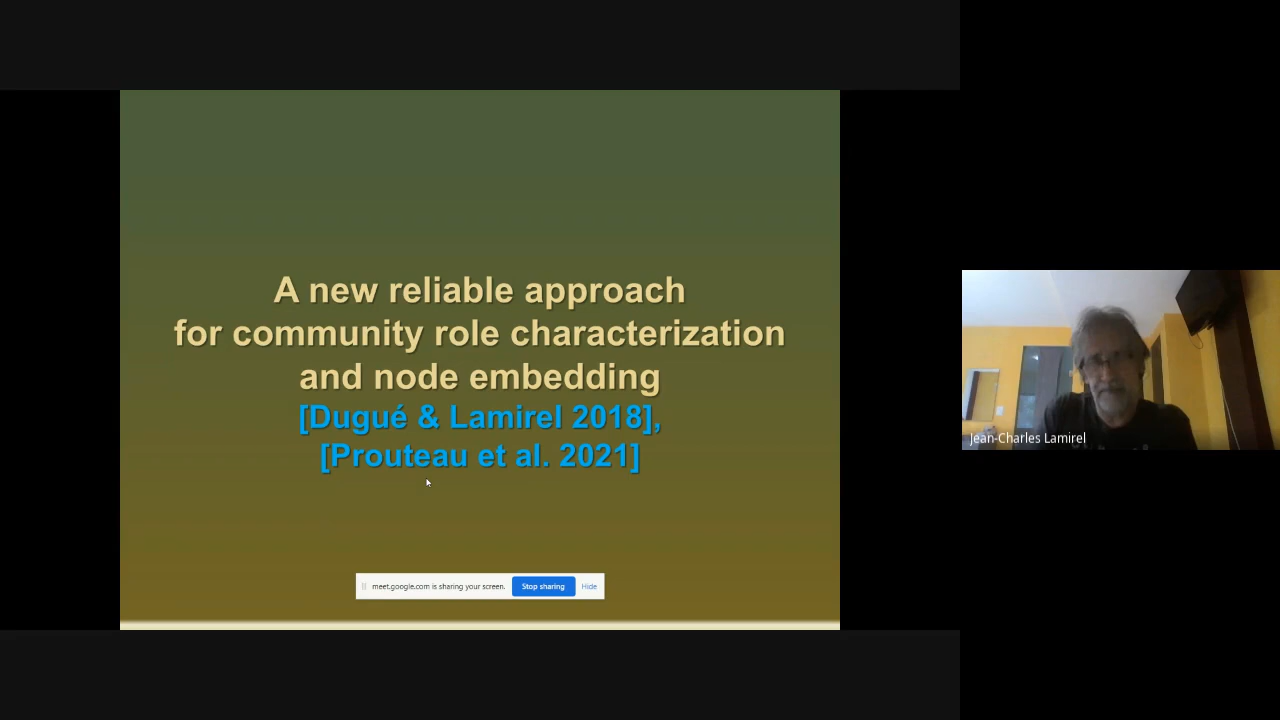 A new reliable approach
for community role characterization
and node embedding
[Dugué & Lamirel 2018],
[Prouteau et al. 2021]
meet.google.com is sharing your screen. Stop sharing Hide
Jean-Charles Lamirel